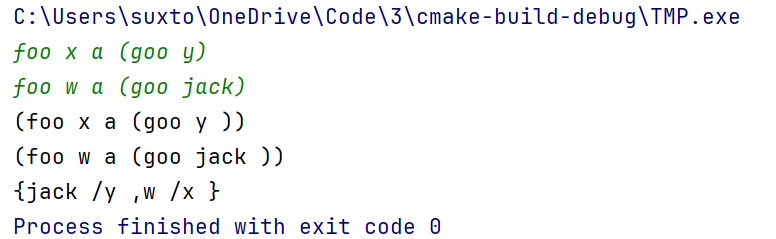 C:\Users\suxto\OneDrive\Code\3\cmake-build-debug\TMP.exe
foo x a (goo y)
foo w a (goo jack)
(foo x a (goo y ))
(foo w a (goo jack ))
{jack /y ,w /x }
Process finished with exit code 0